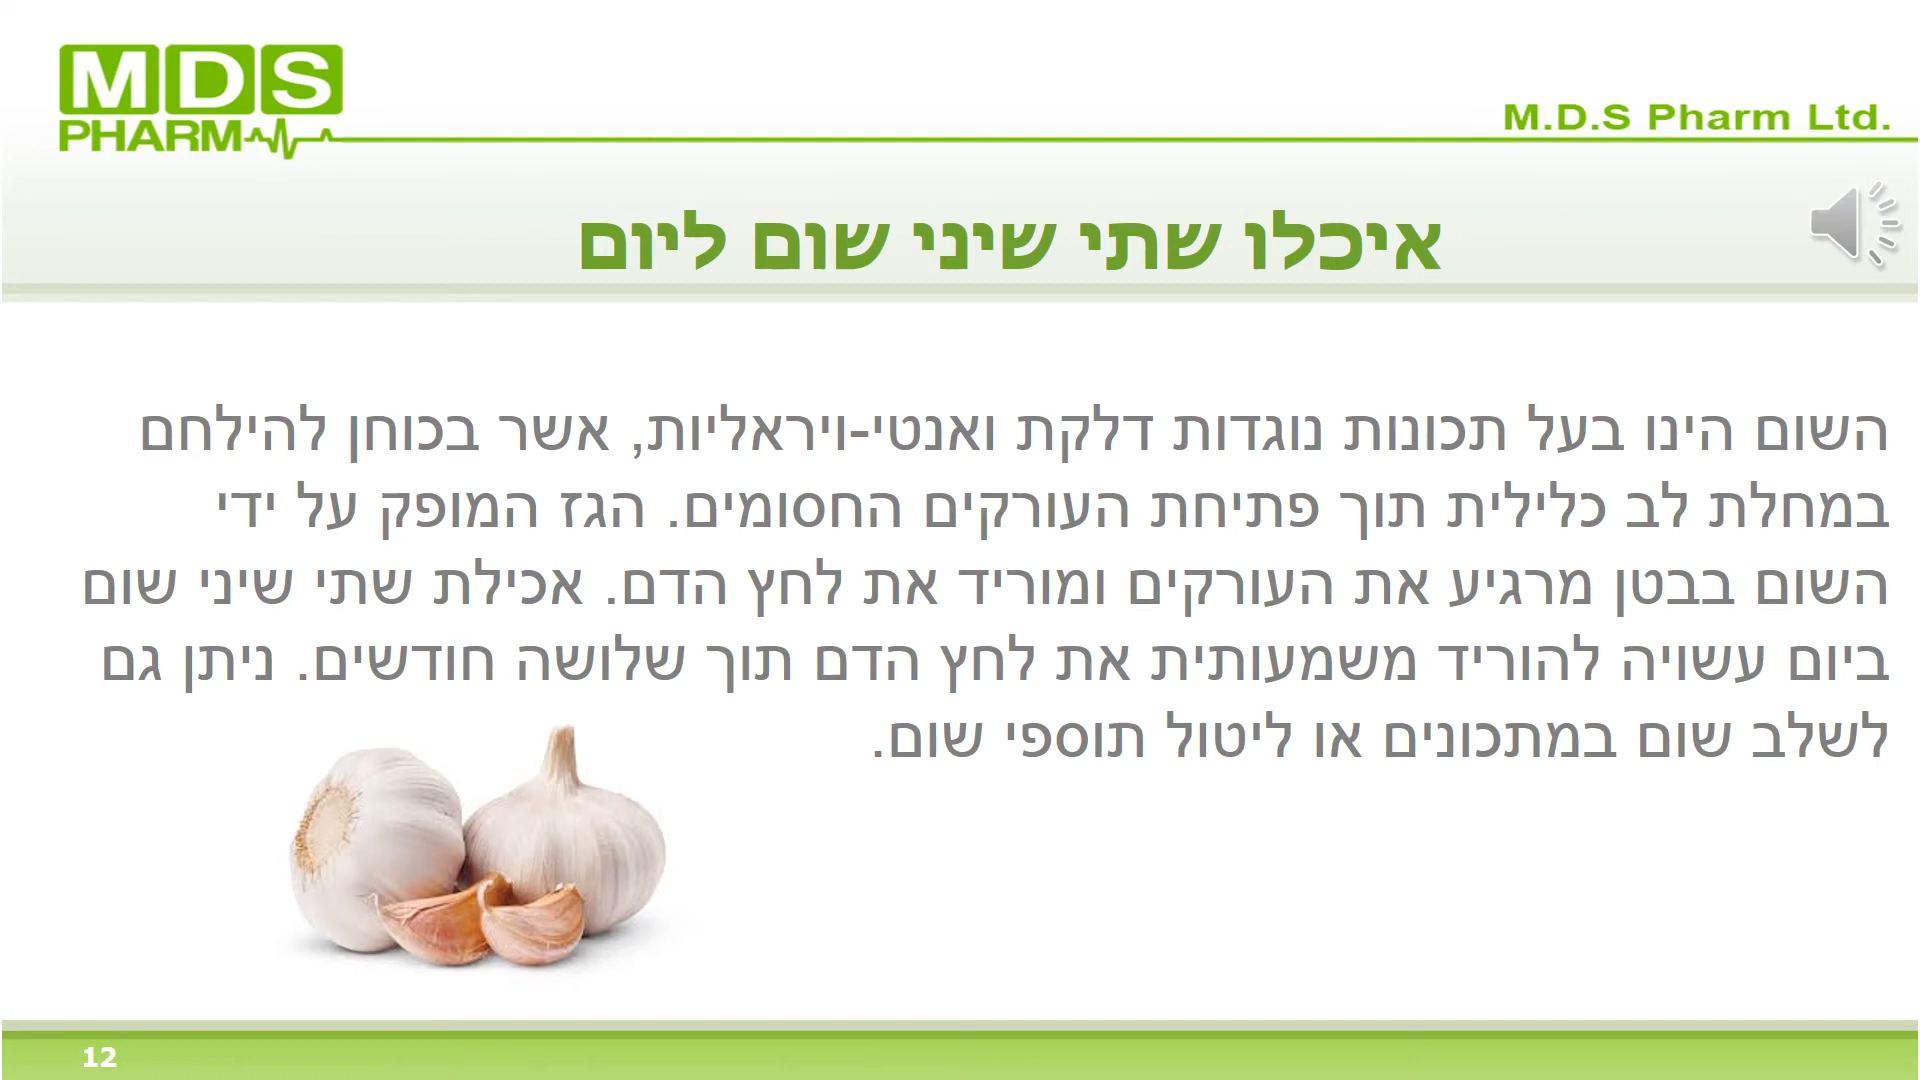 MDS
PHARM
M.D.S Pharm Ltd.
איכלו שתי שיני שום ליום
השום הינו בעל תכונות נוגדות דלקת ואנטי-ויראליות, אשר בכוחן להילחם
במחלת לב כלילית תוך פתיחת העורקים החסומים. הגז המופק על ידי
השום בבטן מרגיע את העורקים ומוריד את לחץ הדם. אכילת שתי שיני שום
ביום עשויה להוריד משמעותית את לחץ הדם תוך שלושה חודשים. ניתן גם
לשלב שום במתכונים או ליטול תוספי שום.
12